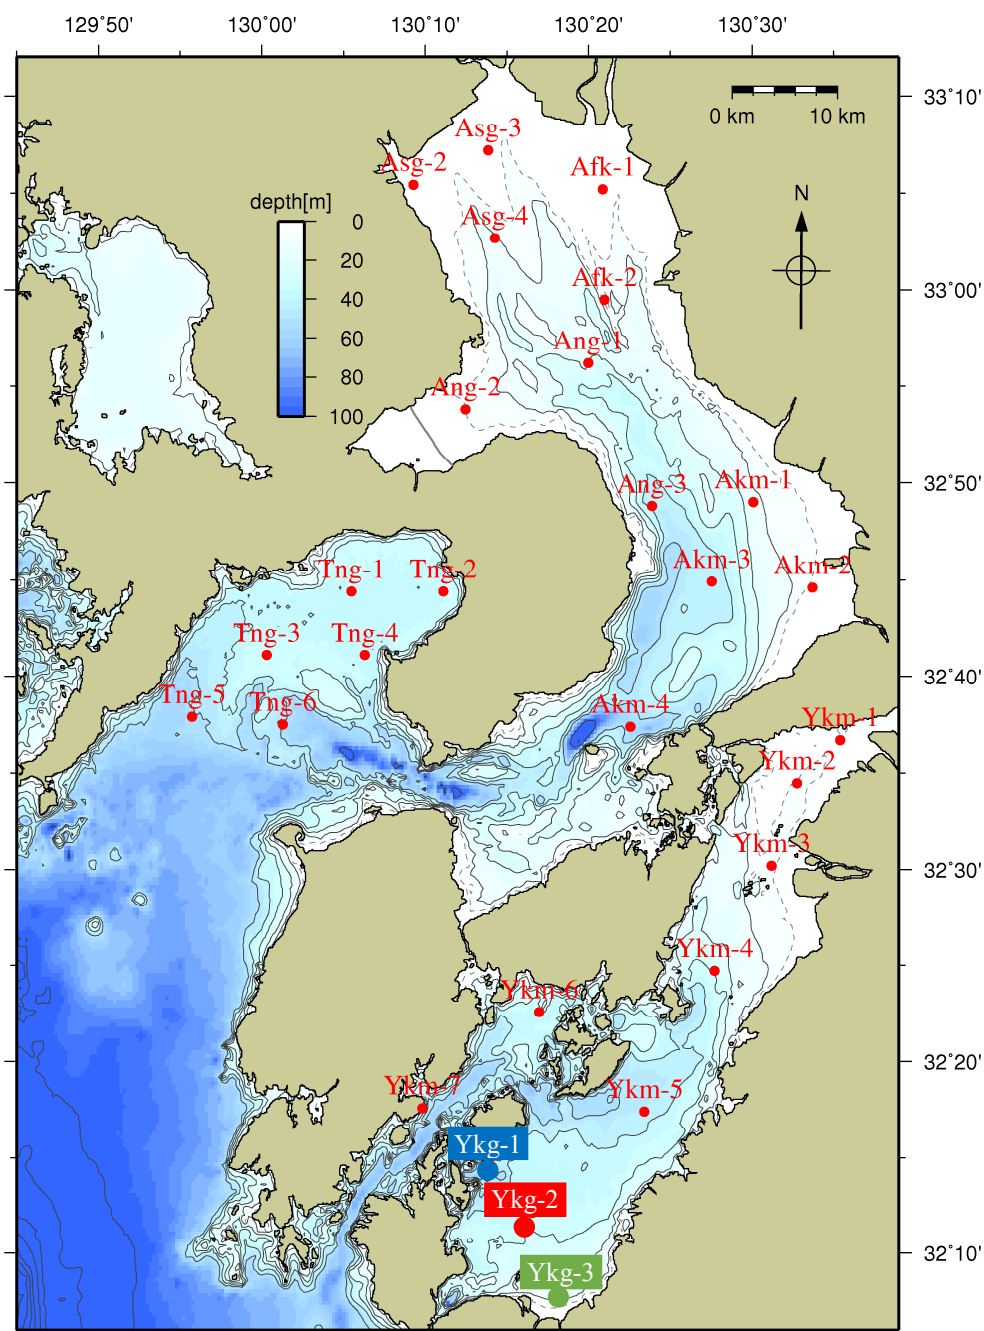 129˚50' 130˚00' 130˚10' 130˚20' 130˚30'
33˚10'
0 km 10 km
Asg-3
Asg-2
Afk-1
N
depth[m]
0
20
40
60
80
100
Asg-4
Afk-2
33˚00'
Ang-1
Ang-2
Ang-3
Akm-1
32˚50'
Akm-3
Akm-2
Tng-1
Tng-2
Tng-3
Tng-4
32˚40'
Tng-5
Tng-6
Akm-4
Ykm-1
Ykm-2
Ykm-3
32˚30'
Ykm-4
Ykm-6
32˚20'
Ykm-7
Ykm-5
Ykg-1
Ykg-2
32˚10'
Ykg-3